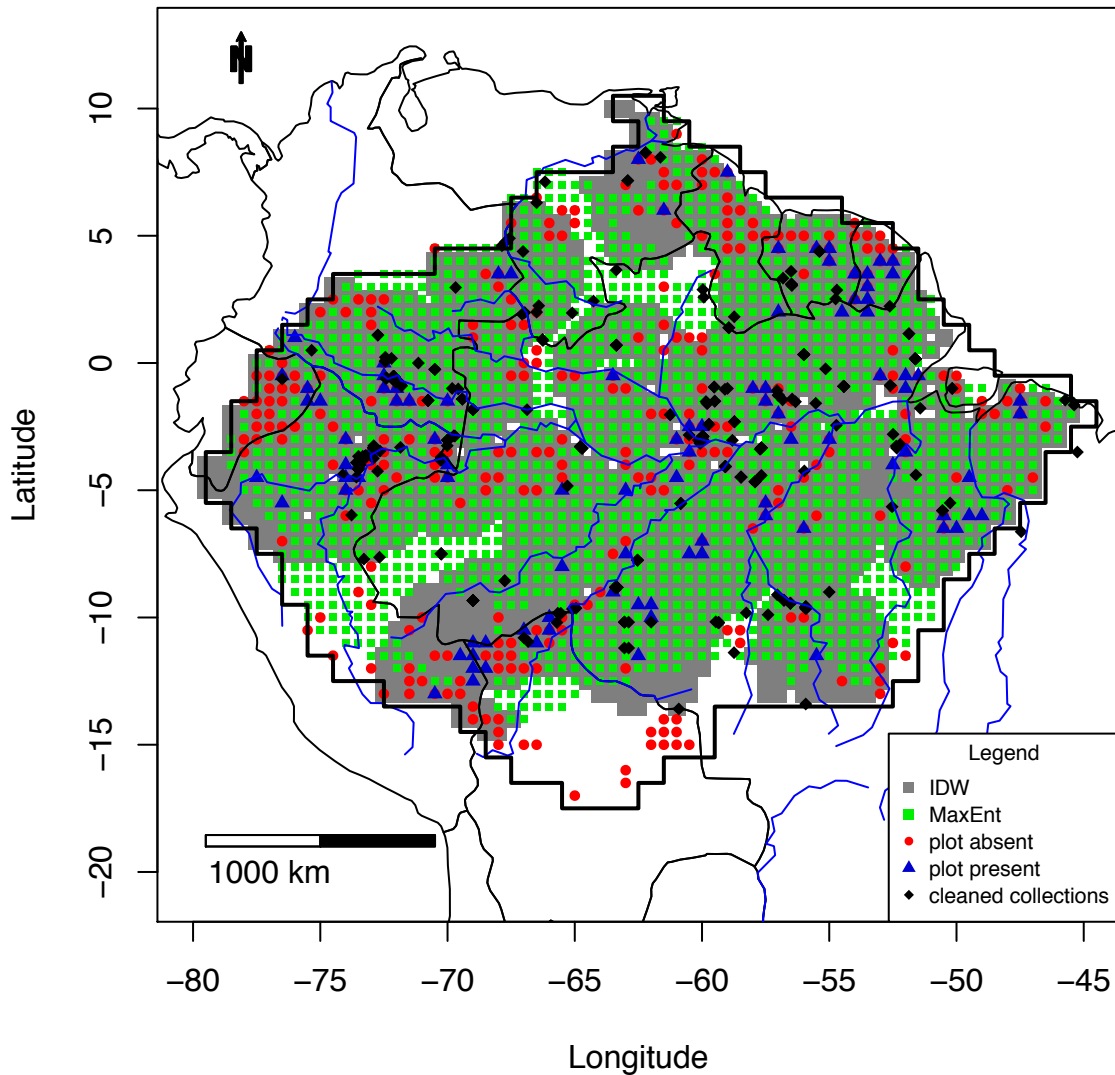 N
10
5
0
−5
−10
−15
−20
Latitude
1000 km
Legend
IDW
MaxEnt
plot absent
plot present
cleaned collections
−80 −75 −70 −65 −60 −55 −50 −45
Longitude